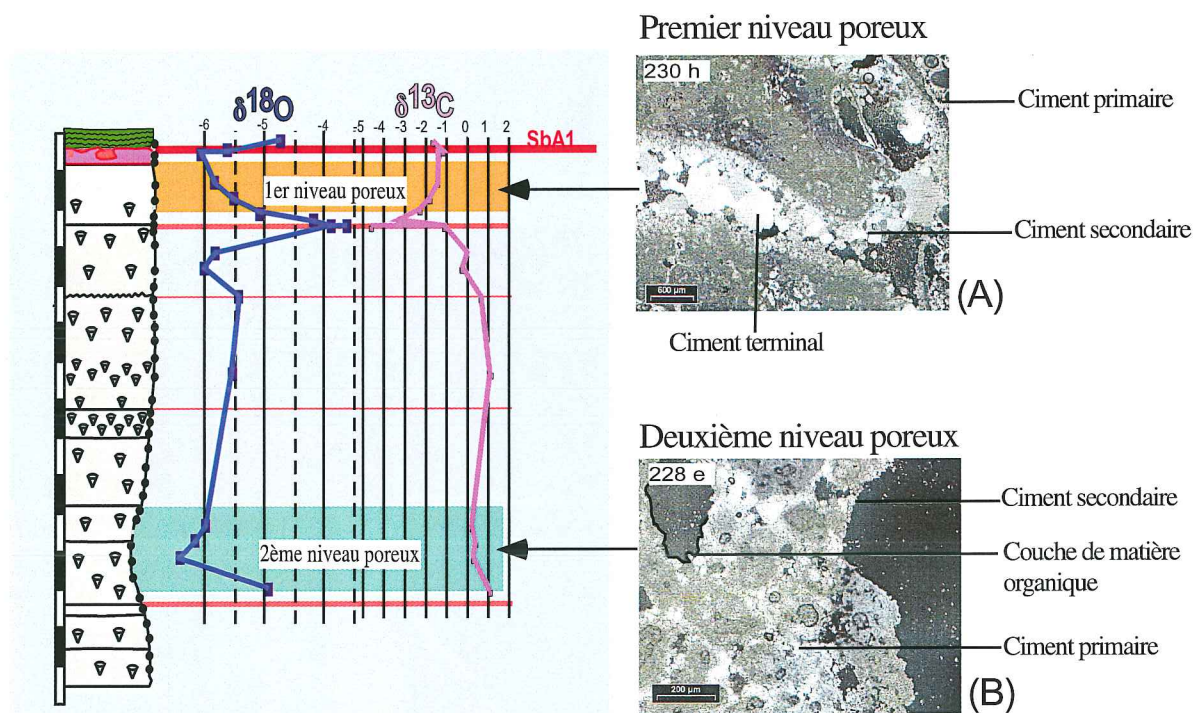 Premier niveau poreux
230 h
Ciment primaire
Ciment secondaire
(A)
600 µm
Ciment terminal
δ18O
δ13C
-6
-5
-4
-5
-4
-3
-2
-1
0
1
2
SbA1
1er niveau poreux
2ème niveau poreux
Deuxième niveau poreux
228 e
Ciment secondaire
Couche de matière
organique
Ciment primaire
200 µm
(B)